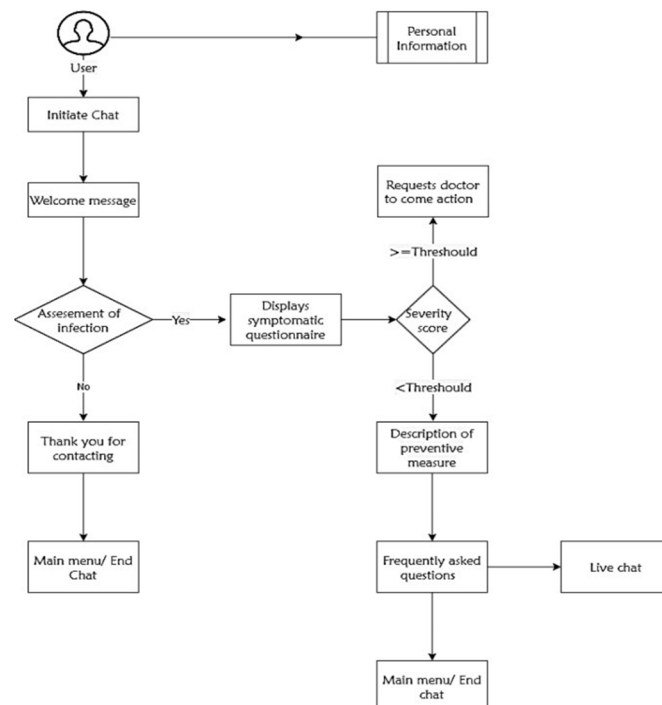 Personal
Information
User
Initiate Chat
Welcome message
Requests doctor
to come action
>=Threshould
Assesement of
infection
Yes
Displays
symptomatic
questionnaire
Severity
score
No
<Threshould
Thank you for
contacting
Description of
preventive
measure
Main menu/ End
Chat
Frequently asked
questions
Live chat
Main menu/ End
chat